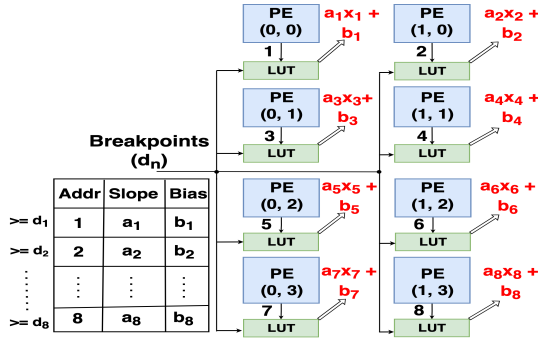 PE
(0, 0)
1
LUT
a1x1 +
b1
PE
(1, 0)
2
LUT
a2x2 +
b2
PE
(0, 1)
3
LUT
a3x3+
b3
PE
(1, 1)
4
LUT
a4x4 +
b4
Breakpoints
(dn)
Addr Slope Bias
>= d1 1 a1 b1
>= d2 2 a2 b2
>= d8 8 a8 b8
PE
(0, 2)
5
LUT
a5x5 +
b5
PE
(1, 2)
6
LUT
a6x6 +
b6
PE
(0, 3)
7
LUT
a7x7 +
b7
PE
(1, 3)
8
LUT
a8x8 +
b8